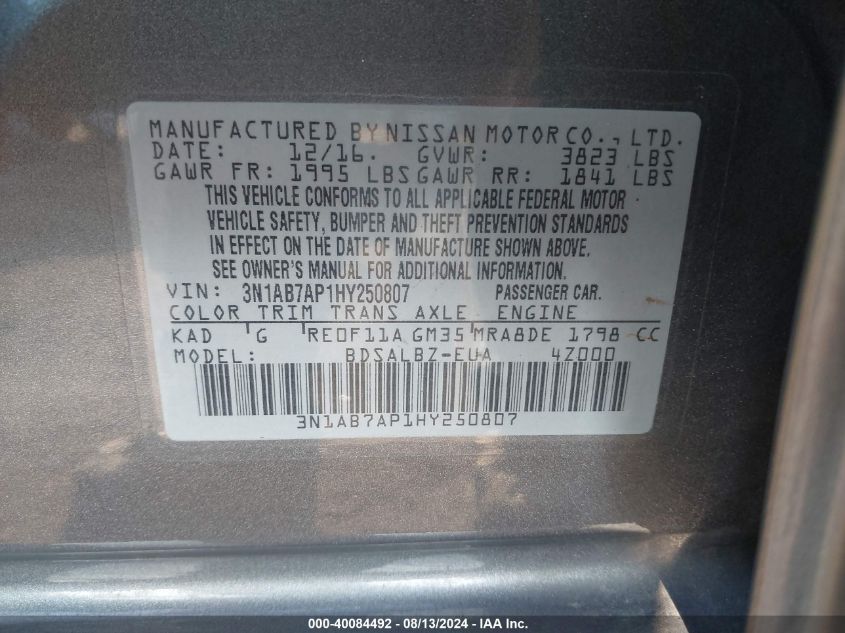 MANUFACTURED BY NISSAN MOTOR CO., LTD.
DATE: 12/16. GVWR: 3823 LBS
GAWR FR: 1995 LBS GAWR RR: 1841 LBS
THIS VEHICLE CONFORMS TO ALL APPLICABLE FEDERAL MOTOR
VEHICLE SAFETY, BUMPER AND THEFT PREVENTION STANDARDS
IN EFFECT ON THE DATE OF MANUFACTURE SHOWN ABOVE.
SEE OWNER'S MANUAL FOR ADDITIONAL INFORMATION.
VIN: 3N1AB7AP1HY250807 PASSENGER CAR.
COLOR TRIM TRANS AXLE ENGINE
KAD G RE0F11A GM35 MRA8DE 1798 CC
MODEL: BDSALBZ-EUA 4Z000
3N1AB7AP1HY250807
000-40084492 - 08/13/2024 - © IAA Holdings, LLC.